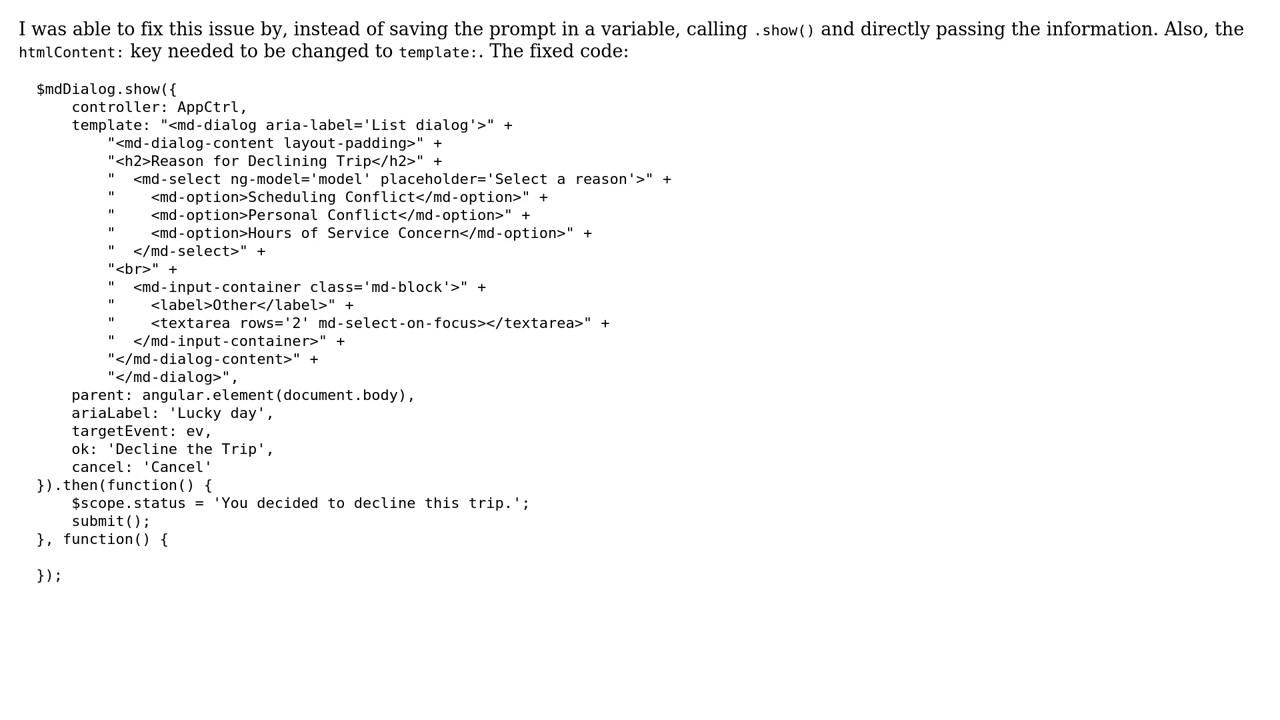 I was able to fix this issue by, instead of saving the prompt in a variable, calling .show() and directly passing the information. Also, the
htmlContent: key needed to be changed to template:. The fixed code:
$mdDialog.show({
    controller: AppCtrl,
    template: "<md-dialog aria-label='List dialog'>" +
        "<md-dialog-content layout-padding>" +
        "<h2>Reason for Declining Trip</h2>" +
        "  <md-select ng-model='model' placeholder='Select a reason'>" +
        "    <md-option>Scheduling Conflict</md-option>" +
        "    <md-option>Personal Conflict</md-option>" +
        "    <md-option>Hours of Service Concern</md-option>" +
        "  </md-select>" +
        "<br>" +
        "  <md-input-container class='md-block'>" +
        "    <label>Other</label>" +
        "    <textarea rows='2' md-select-on-focus></textarea>" +
        "  </md-input-container>" +
        "</md-dialog-content>" +
        "</md-dialog>",
    parent: angular.element(document.body),
    ariaLabel: 'Lucky day',
    targetEvent: ev,
    ok: 'Decline the Trip',
    cancel: 'Cancel'
}).then(function() {
    $scope.status = 'You decided to decline this trip.';
    submit();
}, function() {

});